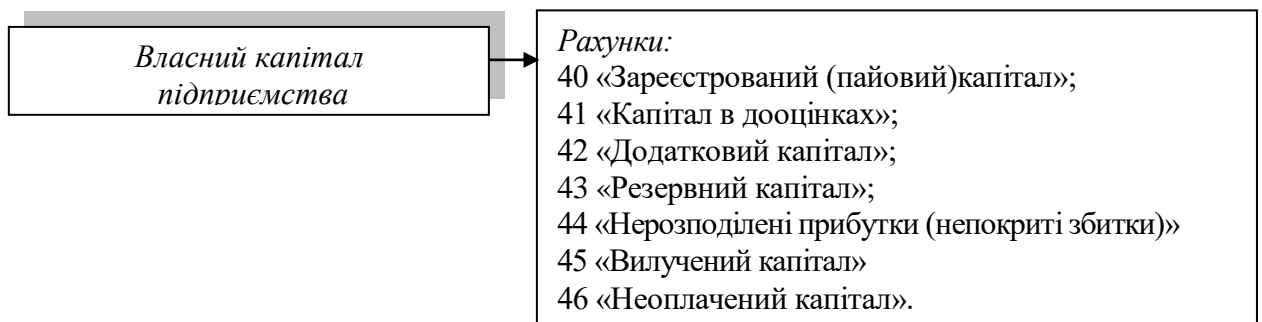 Власний капітал
підприємства
Рахунки:
40 «Зареєстрований (пайовий)капітал»;
41 «Капітал в дооцінках»;
42 «Додатковий капітал»;
43 «Резервний капітал»;
44 «Нерозподілені прибутки (непокриті збитки)»
45 «Вилучений капітал»
46 «Неоплачений капітал».